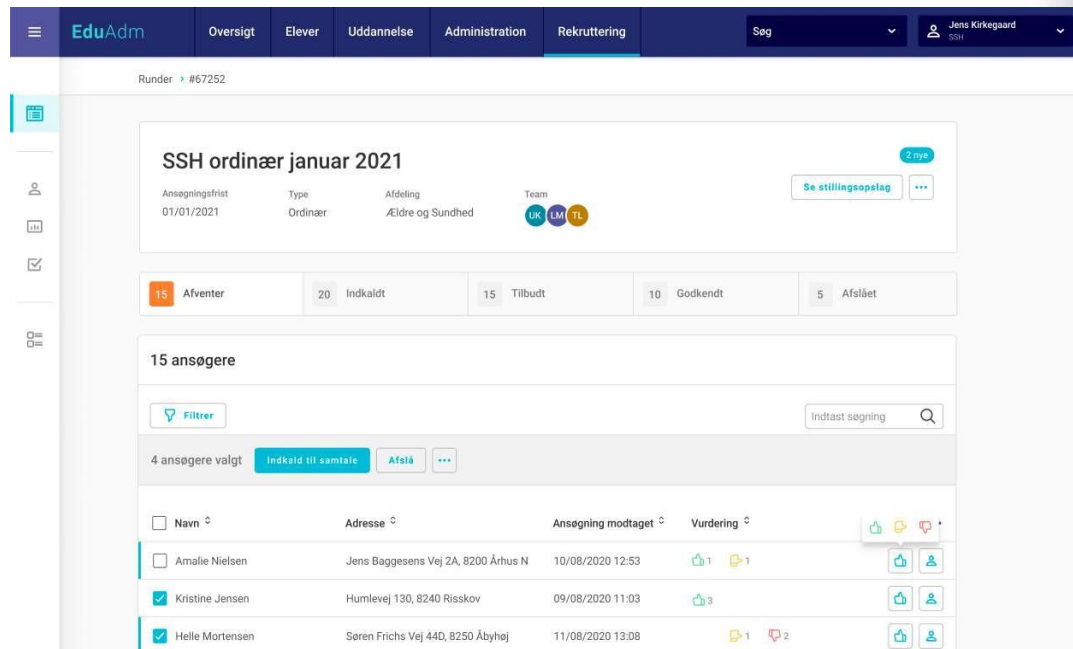 EduAdm Oversigt Elever Uddannelse Administration Rekruttering Søg Jens Kirkegaard
SSH
Runder › #67252
SSH ordinær januar 2021
2 nye
Se stillingsopslag
Ansøgningsfrist Type Afdeling Team
01/01/2021 Ordinær Ældre og Sundhed UK LM TL
15 Afventer 20 Indkaldt 15 Tilbudt 10 Godkendt 5 Afslået
15 ansøgere
Filtrer Indtast søgning
4 ansøgere valgt Indkald til samtale Afslå
Navn Adresse Ansøgning modtaget Vurdering
Amalie Nielsen Jens Baggesens Vej 2A, 8200 Århus N 10/08/2020 12:53 1 1
Kristine Jensen Humlevej 130, 8240 Risskov 09/08/2020 11:03 3
Helle Mortensen Søren Frichs Vej 44D, 8250 Åbyhøj 11/08/2020 13:08 1 2